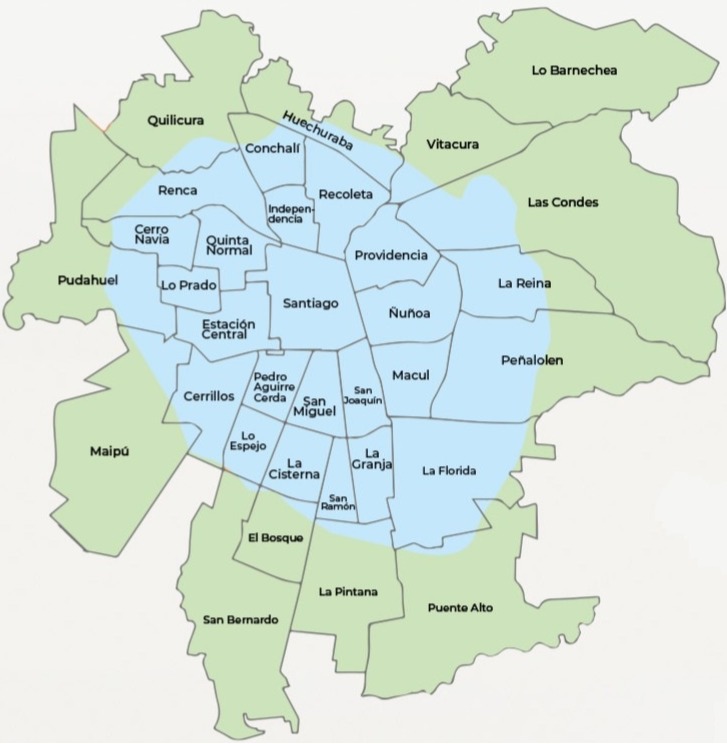 Lo Barnechea
Quilicura
Huechuraba
Vitacura
Conchalí
Renca
Recoleta
Las Condes
Indepen-
dencia
Cerro
Navia
Quinta
Normal
Providencia
Pudahuel
Lo Prado
La Reina
Santiago
Ñuñoa
Estación
Central
Peñalolen
Macul
Pedro
Aguirre
Cerda
San
Joaquín
Cerrillos
San
Miguel
Lo
Espejo
Maipú
La
Granja
La
Cisterna
La Florida
San
Ramón
El Bosque
La Pintana
Puente Alto
San Bernardo